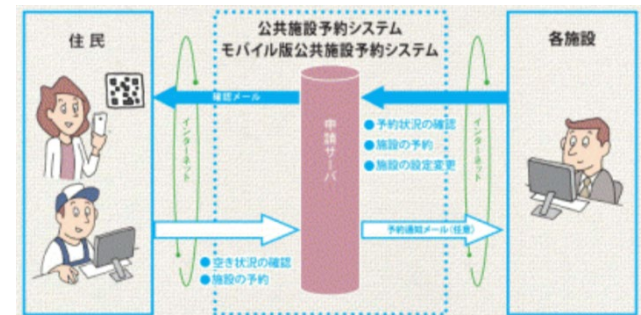 住民
公共施設予約システム
モバイル版公共施設予約システム
各施設
確認メール
インターネット
申請サーバ
●予約状況の確認
●施設の予約
●施設の設定変更
インターネット
予約通知メール(任意)
●空き状況の確認
●施設の予約